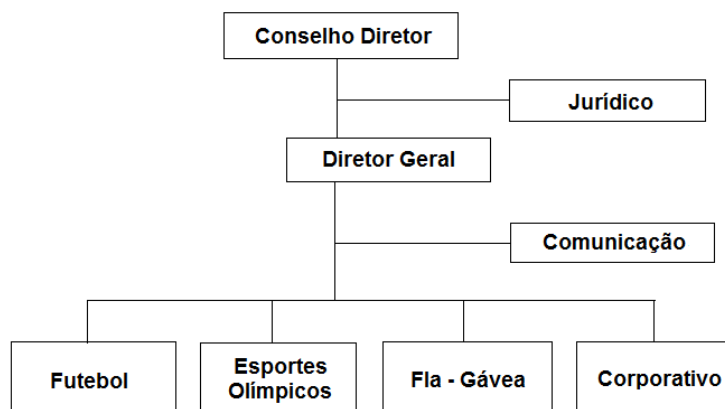 Conselho Diretor
Jurídico
Diretor Geral
Comunicação
Futebol
Esportes
Olímpicos
Fla - Gávea
Corporativo